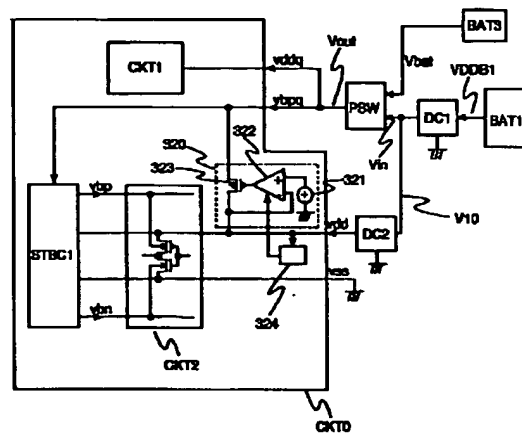 BAT3
Vout
Vbat
VDDB1
CKT1
vddq
vbpq
PSW
DC1
BAT1
Vin
320
322
323
321
V10
vbp
STBC1
vdd
DC2
vss
324
vbn
CKT2
CKT0